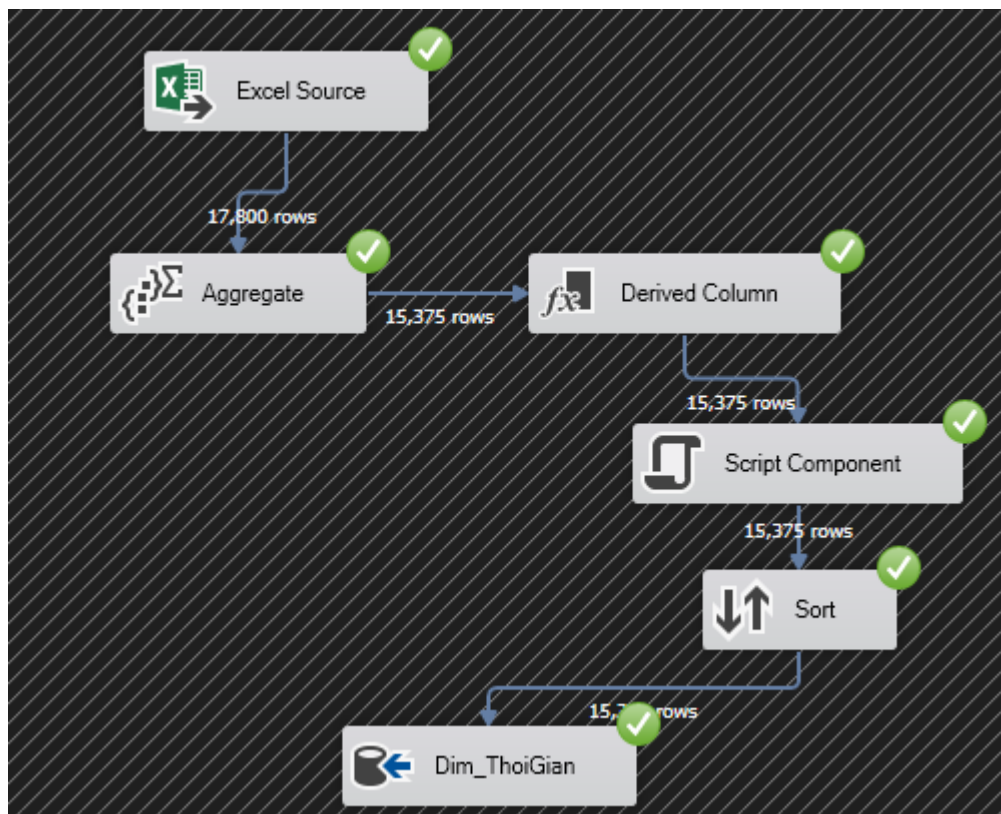 Excel Source
17,800 rows
Aggregate
15,375 rows
Derived Column
15,375 rows
Script Component
15,375 rows
Sort
rows
Dim_ThoiGian